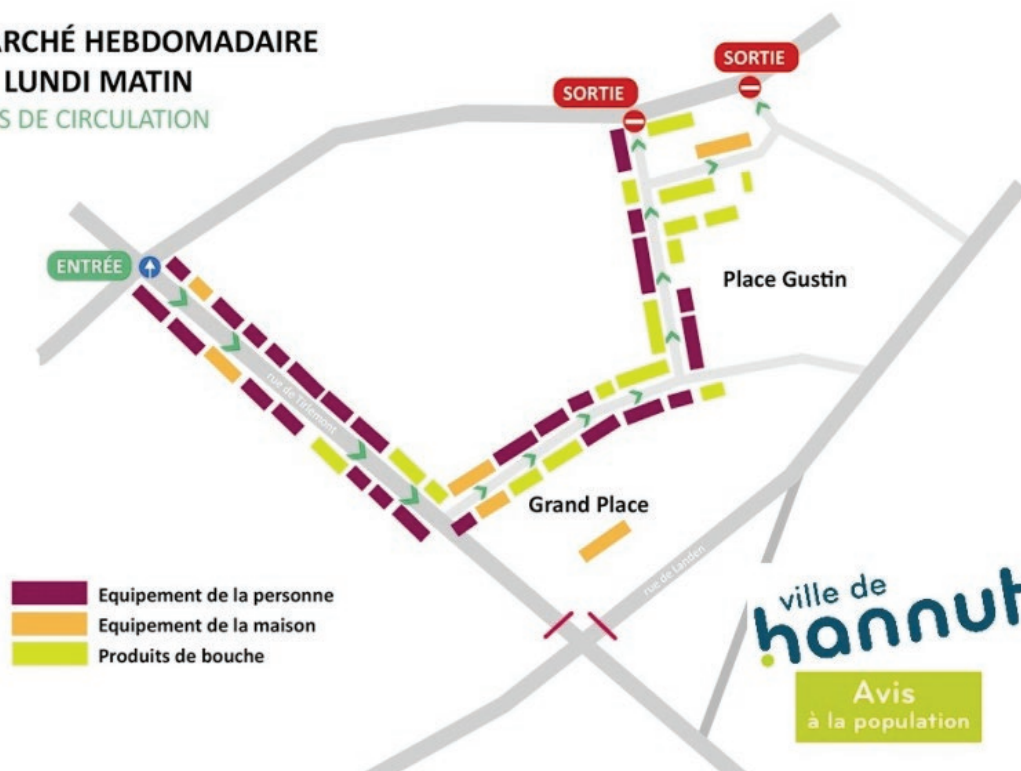 ARCHÉ HEBDOMADAIRE
LUNDI MATIN
S DE CIRCULATION
SORTIE
SORTIE
ENTRÉE
Place Gustin
rue de Tirlemont
Grand Place
rue de Landen
Equipement de la personne
Equipement de la maison
Produits de bouche
ville de
hannut
Avis
à la population